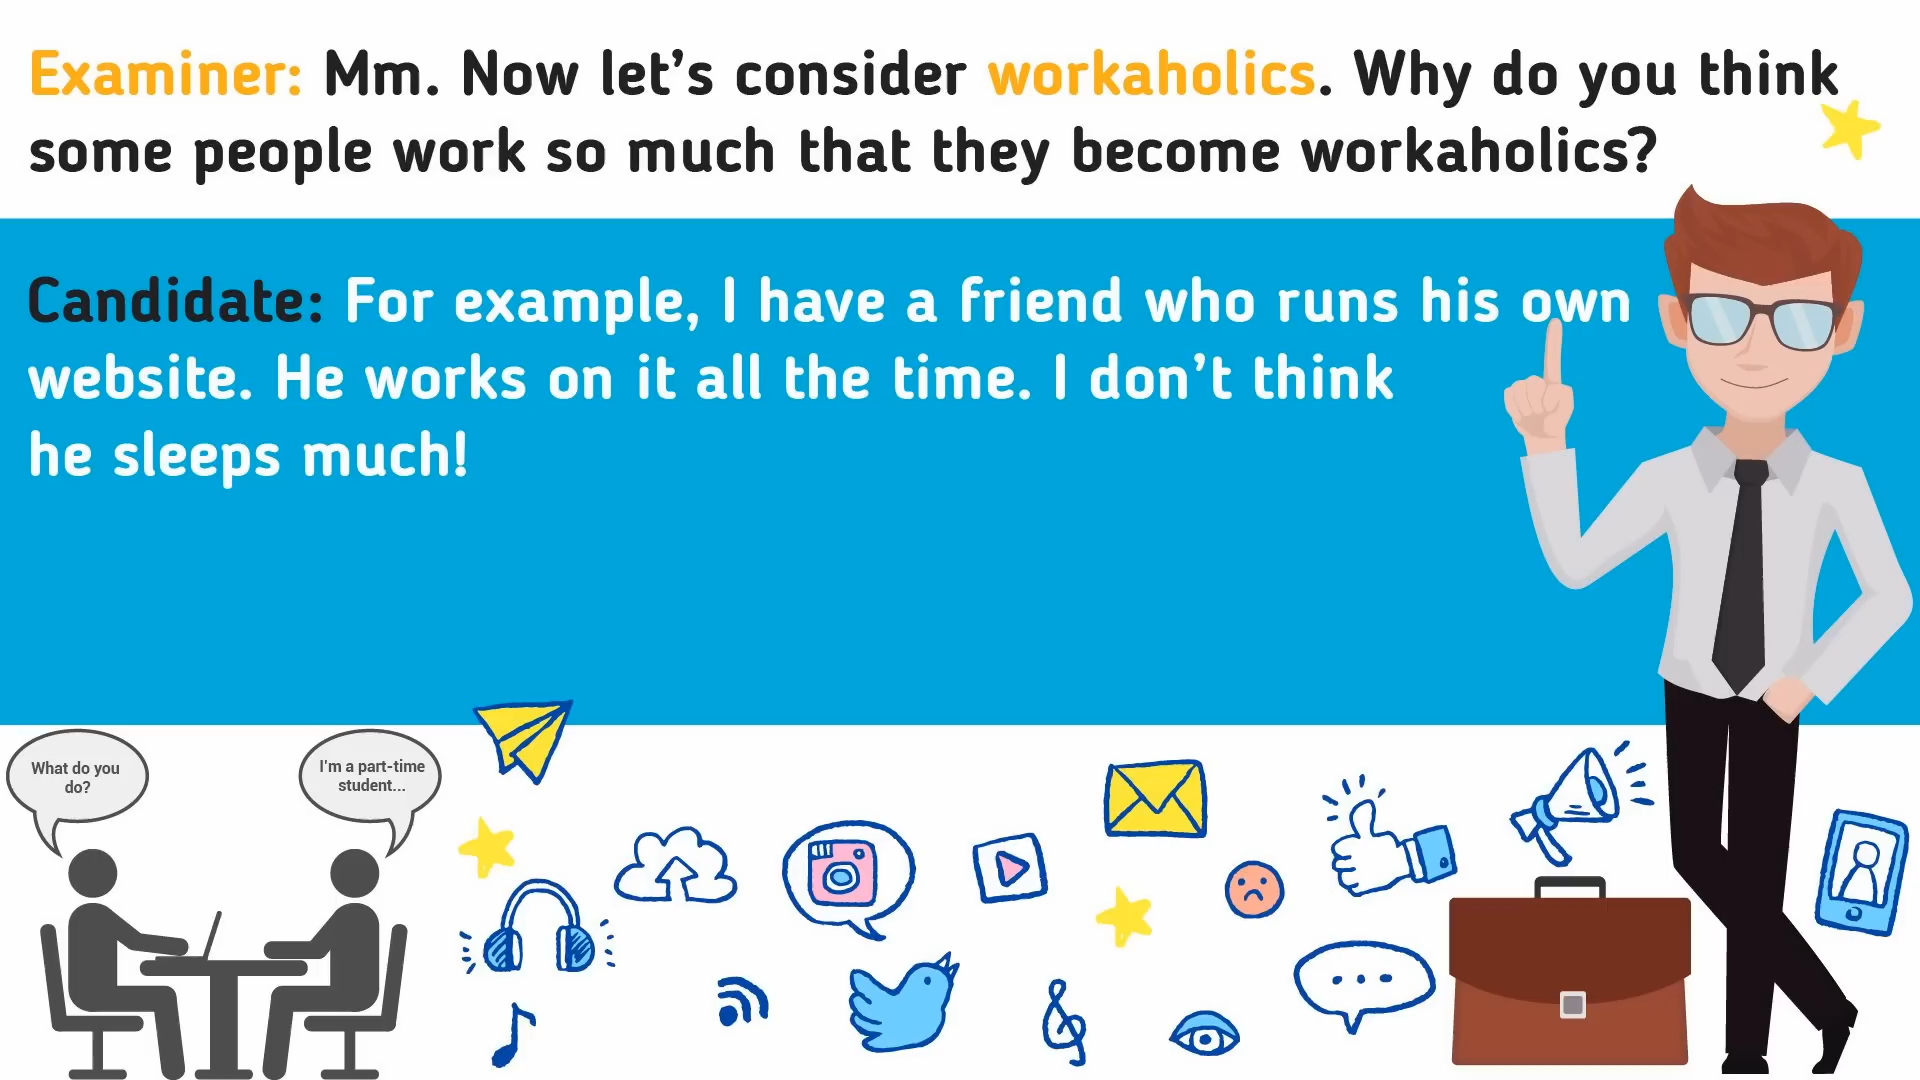 Examiner: Mm. Now let's consider workaholics. Why do you think
some people work so much that they become workaholics?
Candidate: For example, I have a friend who runs his own
website. He works on it all the time. I don't think
he sleeps much!
What do you
do?
I'm a part-time
student...